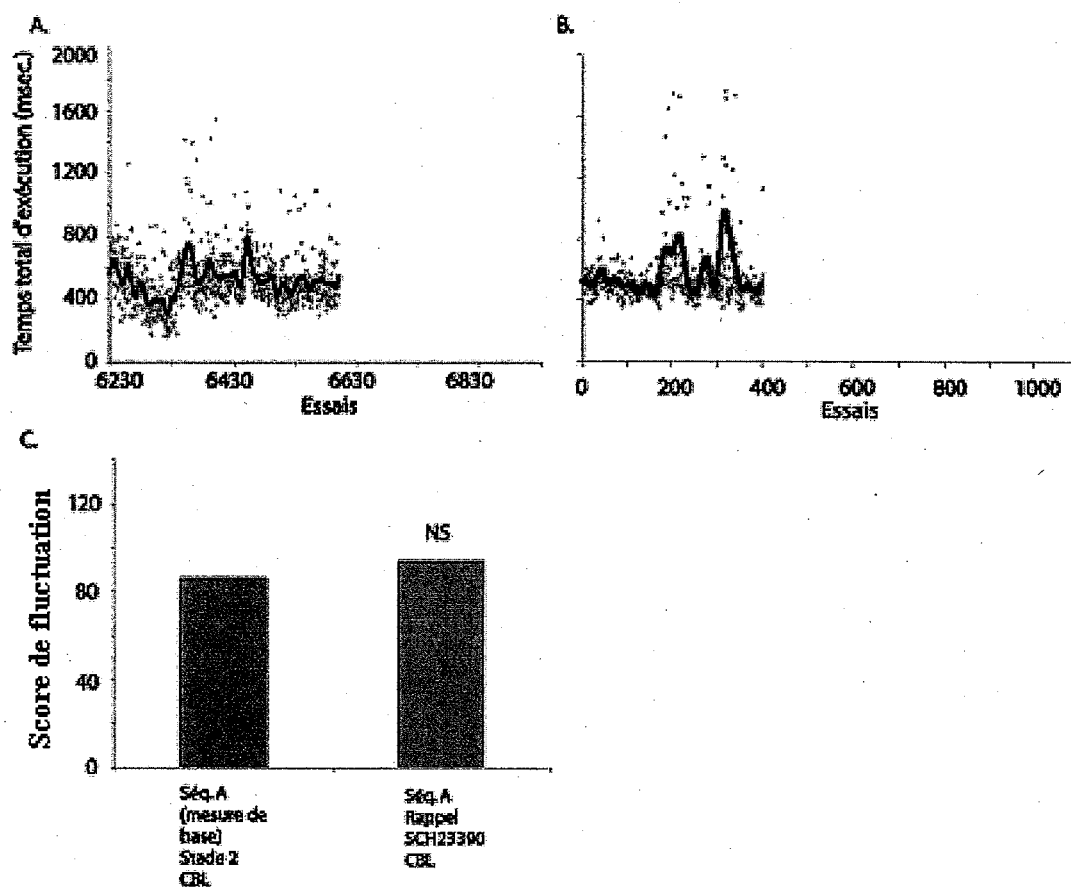 A.
B.
Temps total d'exécution (msec.)
2000
1600
1200
800
400
0
6230
6430
6630
6830
Essais
0
200
400
600
800
1000
Essais
C
Score de fluctuation
120
80
40
0
NS
Séq. A
(mesure de
base)
Stade 2
CBL
Séq. A
Rappel
SCH23390
CBL